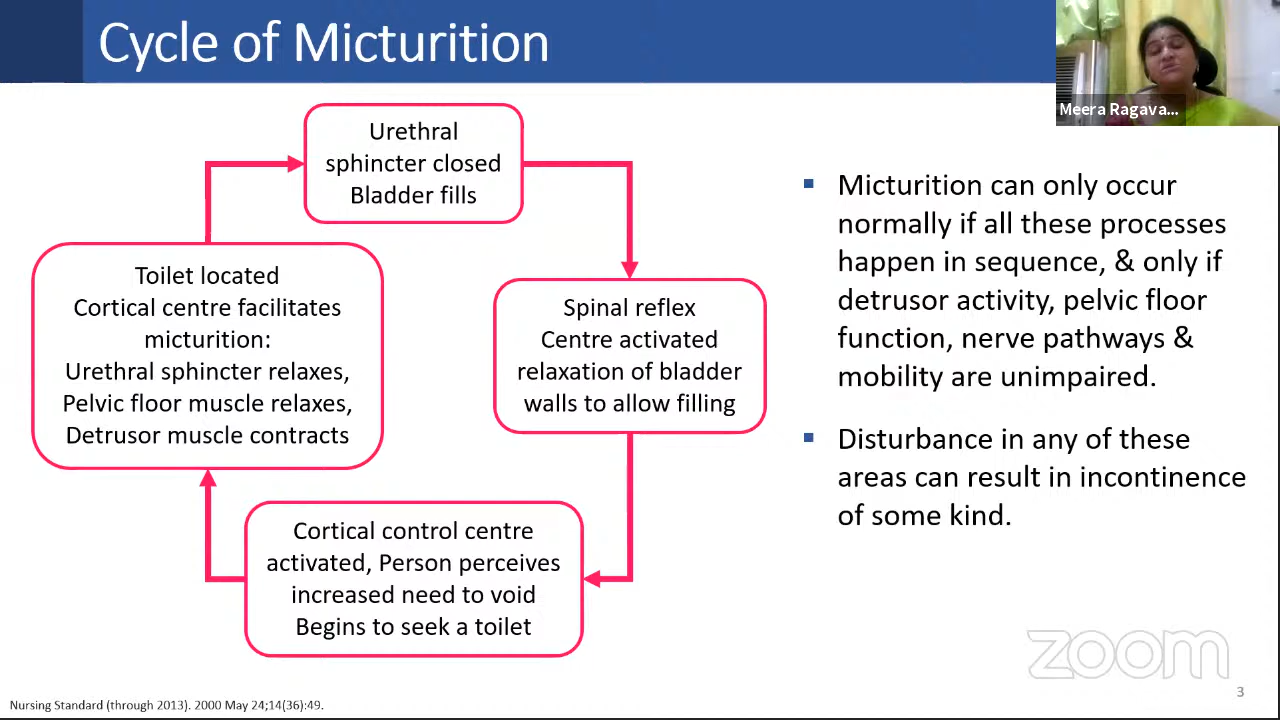 Cycle of Micturition
Meera Ragava...
Urethral
sphincter closed
Bladder fills
Spinal reflex
Centre activated
relaxation of bladder
walls to allow filling
Cortical control centre
activated, Person perceives
increased need to void
Begins to seek a toilet
Toilet located
Cortical centre facilitates
micturition:
Urethral sphincter relaxes,
Pelvic floor muscle relaxes,
Detrusor muscle contracts
▪ Micturition can only occur
normally if all these processes
happen in sequence, & only if
detrusor activity, pelvic floor
function, nerve pathways &
mobility are unimpaired.
▪ Disturbance in any of these
areas can result in incontinence
of some kind.
zoom
3
Nursing Standard (through 2013). 2000 May 24;14(36):49.